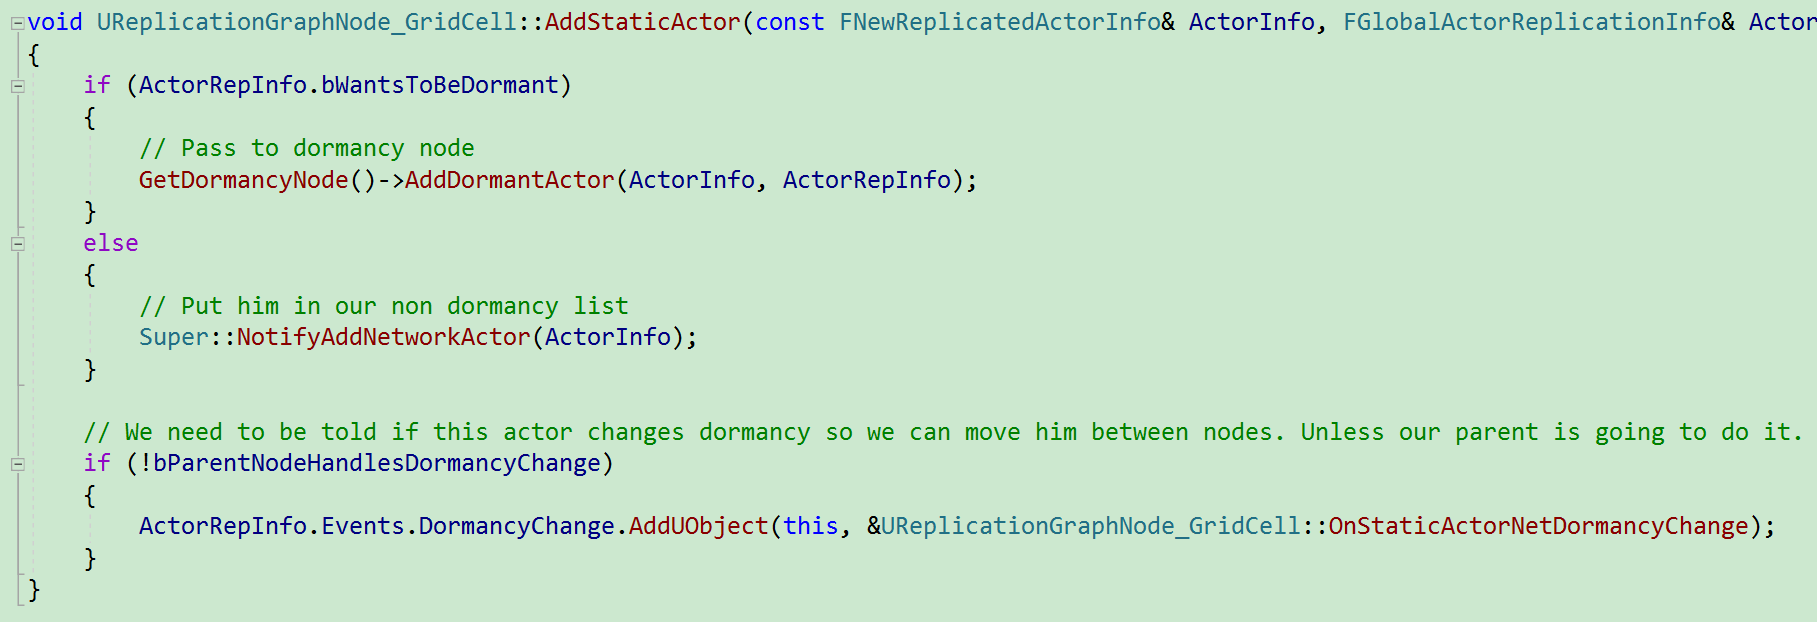 void UReplicationGraphNode_GridCell::AddStaticActor(const FNewReplicatedActorInfo& ActorInfo, FGlobalActorReplicationInfo& Actor
{
if (ActorRepInfo.bWantsToBeDormant)
{
// Pass to dormancy node
GetDormancyNode()->AddDormantActor(ActorInfo, ActorRepInfo);
}
else
{
// Put him in our non dormancy list
Super::NotifyAddNetworkActor(ActorInfo);
}
// We need to be told if this actor changes dormancy so we can move him between nodes. Unless our parent is going to do it.
if (!bParentNodeHandlesDormancyChange)
{
ActorRepInfo.Events.DormancyChange.AddUObject(this, &UReplicationGraphNode_GridCell::OnStaticActorNetDormancyChange);
}
}